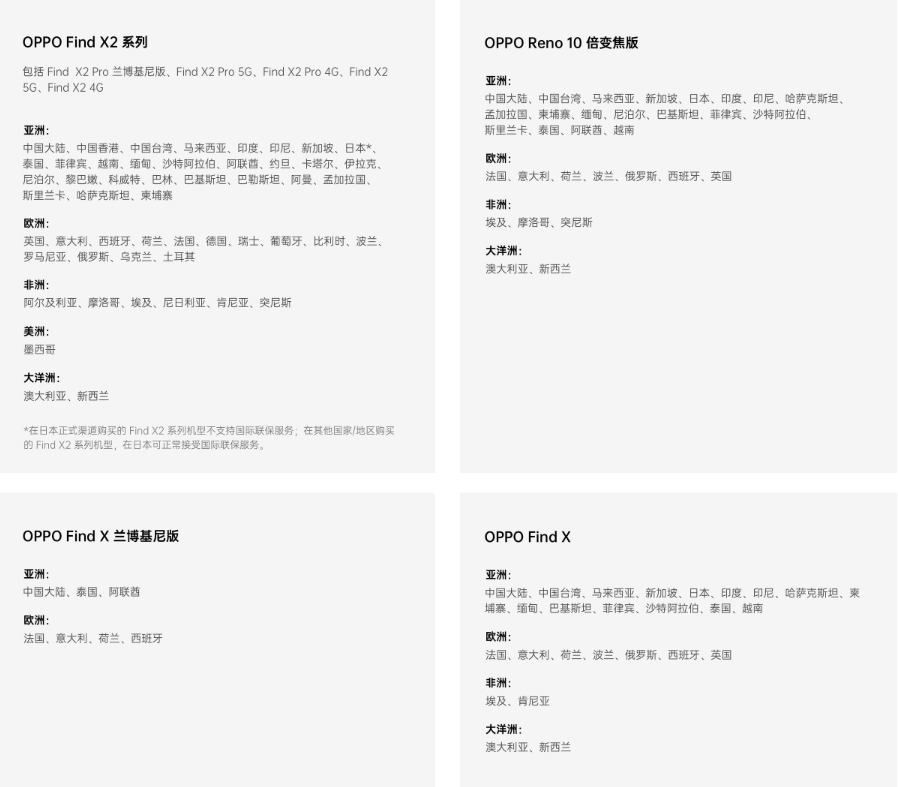 OPPO Find X2 系列
包括 Find X2 Pro 兰博基尼版、Find X2 Pro 5G、Find X2 Pro 4G、Find X2
5G、Find X2 4G
亚洲：
中国大陆、中国香港、中国台湾、马来西亚、印度、印尼、新加坡、日本*、
泰国、菲律宾、越南、缅甸、沙特阿拉伯、阿联酋、约旦、卡塔尔、伊拉克、
尼泊尔、黎巴嫩、科威特、巴林、巴基斯坦、巴勒斯坦、阿曼、孟加拉国、
斯里兰卡、哈萨克斯坦、柬埔寨
欧洲：
英国、意大利、西班牙、荷兰、法国、德国、瑞士、葡萄牙、比利时、波兰、
罗马尼亚、俄罗斯、乌克兰、土耳其
非洲：
阿尔及利亚、摩洛哥、埃及、尼日利亚、肯尼亚、突尼斯
美洲：
墨西哥
大洋洲：
澳大利亚、新西兰
*在日本正式渠道购买的 Find X2 系列机型不支持国际联保服务；在其他国家/地区购买
的 Find X2 系列机型，在日本可正常接受国际联保服务。
OPPO Reno 10 倍变焦版
亚洲：
中国大陆、中国台湾、马来西亚、新加坡、日本、印度、印尼、哈萨克斯坦、
孟加拉国、柬埔寨、缅甸、尼泊尔、巴基斯坦、菲律宾、沙特阿拉伯、
斯里兰卡、泰国、阿联酋、越南
欧洲：
法国、意大利、荷兰、波兰、俄罗斯、西班牙、英国
非洲：
埃及、摩洛哥、突尼斯
大洋洲：
澳大利亚、新西兰
OPPO Find X 兰博基尼版
亚洲：
中国大陆、泰国、阿联酋
欧洲：
法国、意大利、荷兰、西班牙
OPPO Find X
亚洲：
中国大陆、中国台湾、马来西亚、新加坡、日本、印度、印尼、哈萨克斯坦、柬
埔寨、缅甸、巴基斯坦、菲律宾、沙特阿拉伯、泰国、越南
欧洲：
法国、意大利、荷兰、波兰、俄罗斯、西班牙、英国
非洲：
埃及、肯尼亚
大洋洲：
澳大利亚、新西兰